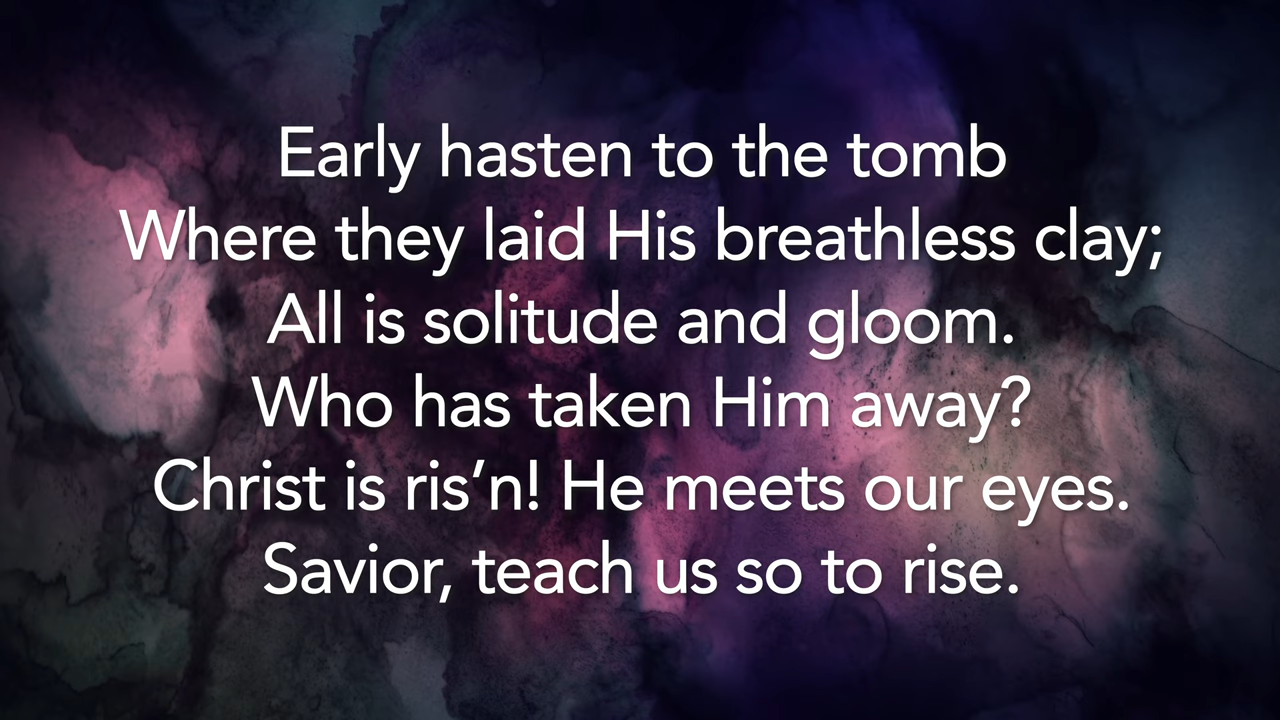 Early hasten to the tomb
Where they laid His breathless clay;
All is solitude and gloom.
Who has taken Him away?
Christ is ris’n! He meets our eyes.
Savior, teach us so to rise.